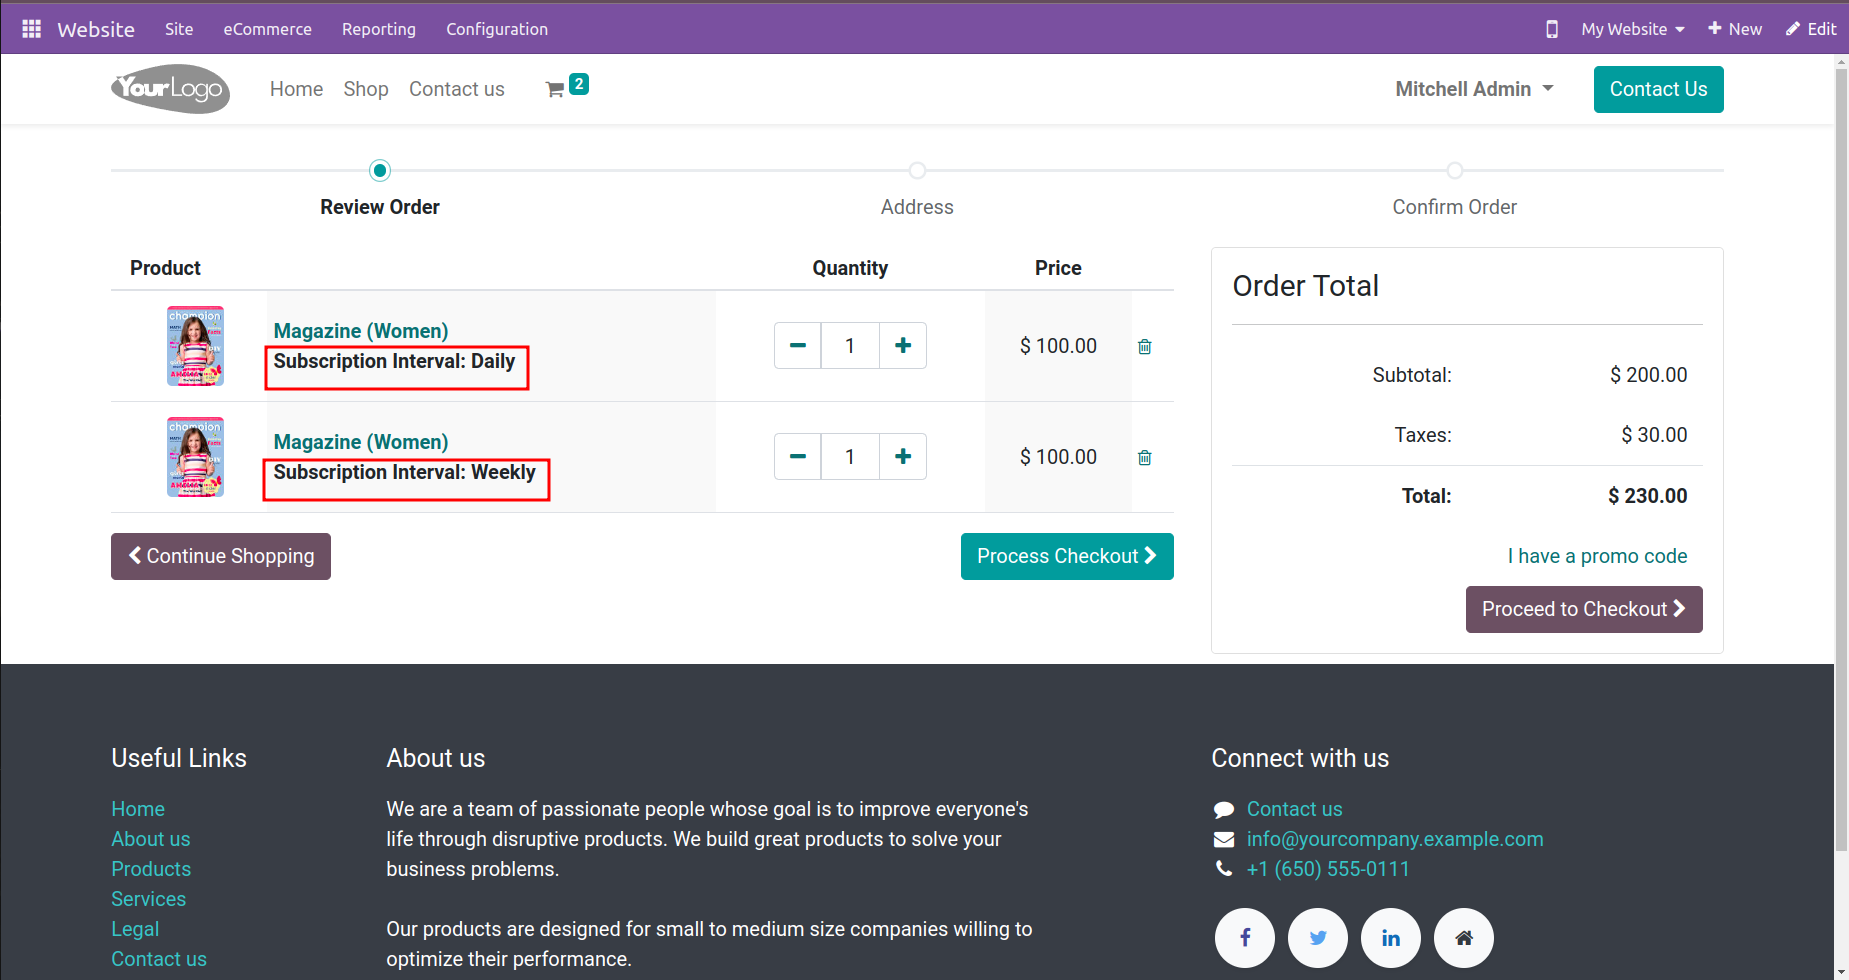 Website Site eCommerce Reporting Configuration My Website New Edit
YourLogo Home Shop Contact us 2 Mitchell Admin Contact Us
Review Order Address Confirm Order
Product Quantity Price
champion
Magazine (Women)
Subscription Interval: Daily
1 $ 100.00
champion
Magazine (Women)
Subscription Interval: Weekly
1 $ 100.00
Continue Shopping Process Checkout
Order Total
Subtotal: $ 200.00
Taxes: $ 30.00
Total: $ 230.00
I have a promo code
Proceed to Checkout
Useful Links
Home
About us
Products
Services
Legal
Contact us
About us
We are a team of passionate people whose goal is to improve everyone's
life through disruptive products. We build great products to solve your
business problems.
Our products are designed for small to medium size companies willing to
optimize their performance.
Connect with us
Contact us
info@yourcompany.example.com
+1 (650) 555-0111